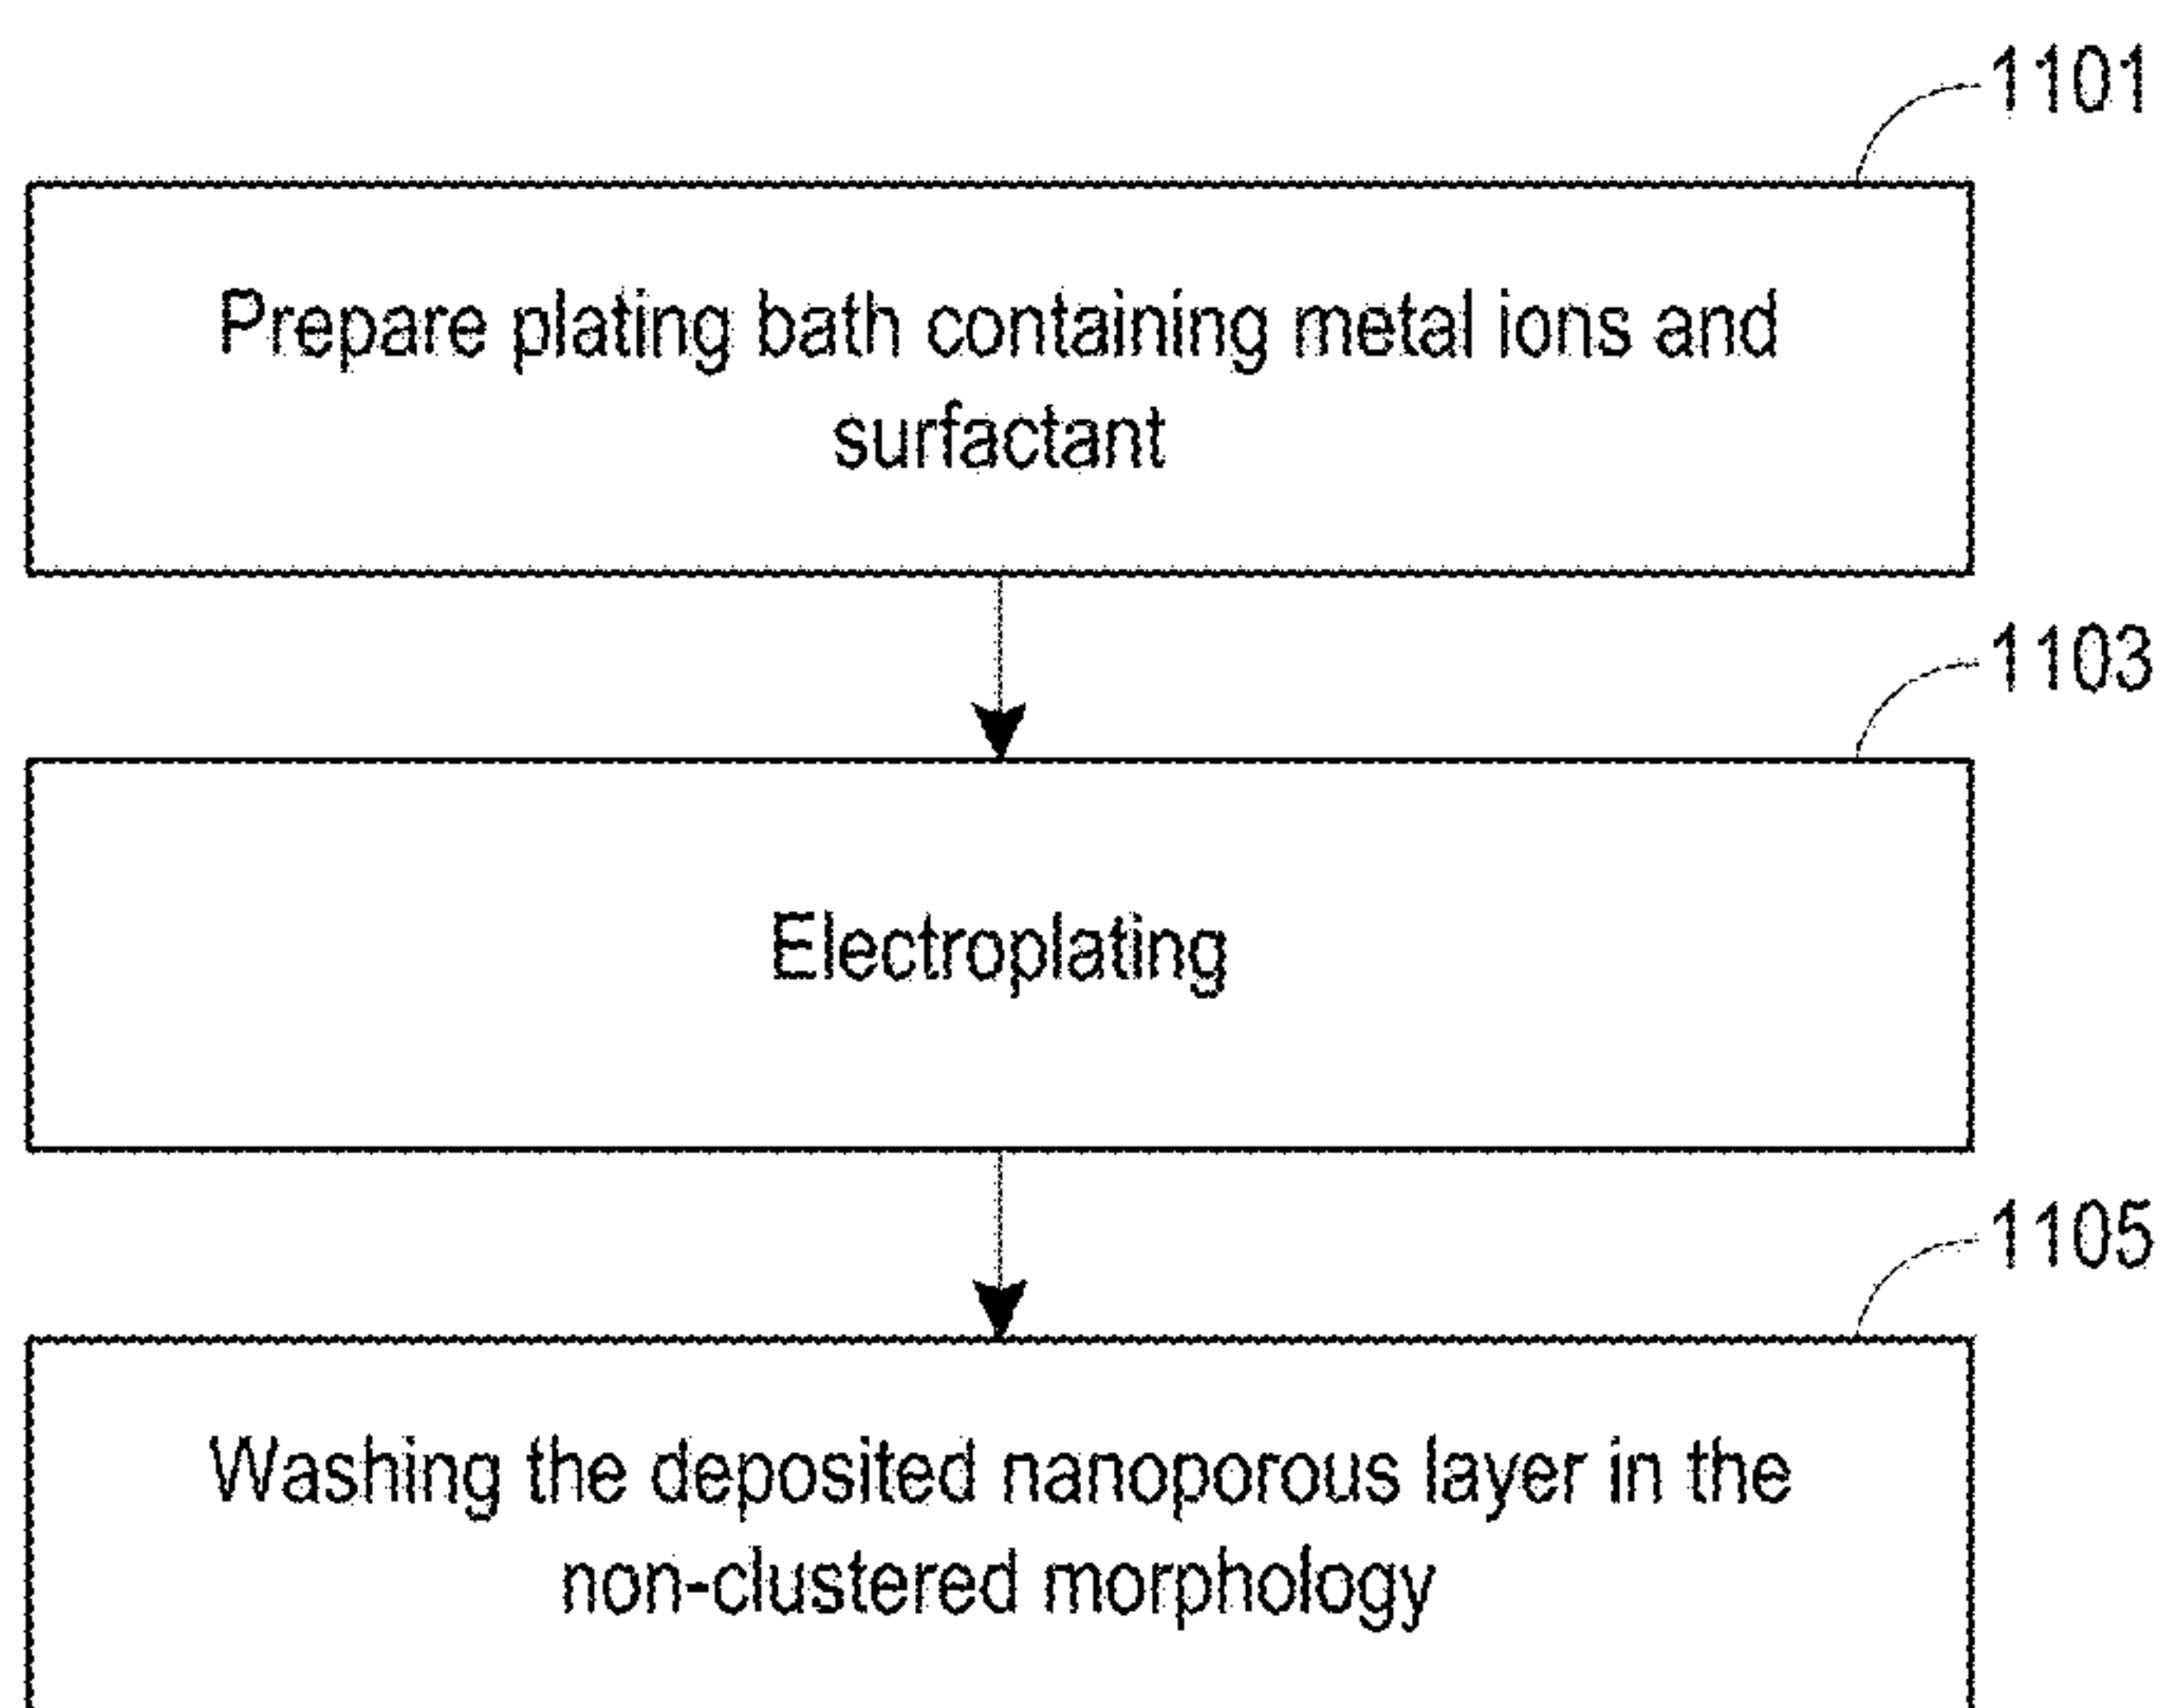 1101
Prepare plating bath containing metal ions and
surfactant
1103
Electroplating
1105
Washing the deposited nanoporous layer in the
non-clustered morphology